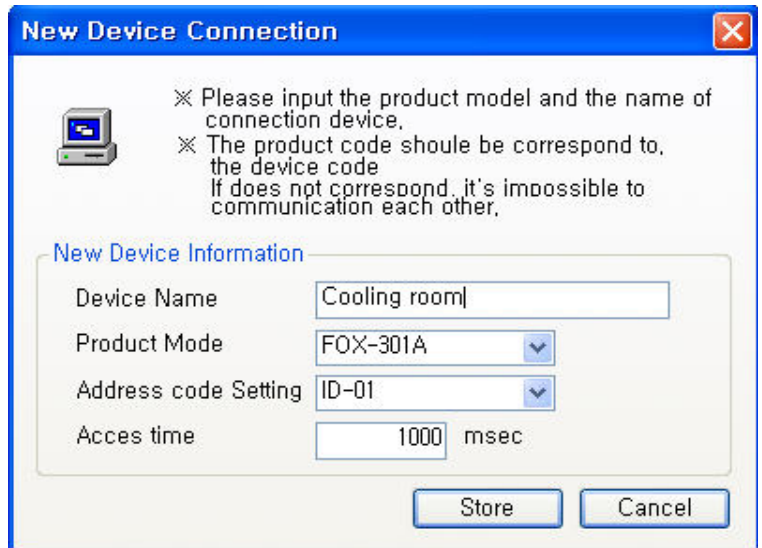 New Device Connection
※ Please input the product model and the name of
connection device,
※ The product code shoule be correspond to,
the device code
If does not correspond, it's impossible to
communication each other,
New Device Information
Device Name Cooling room
Product Mode FOX-301A
Address code Setting ID-01
Acces time 1000 msec
Store Cancel